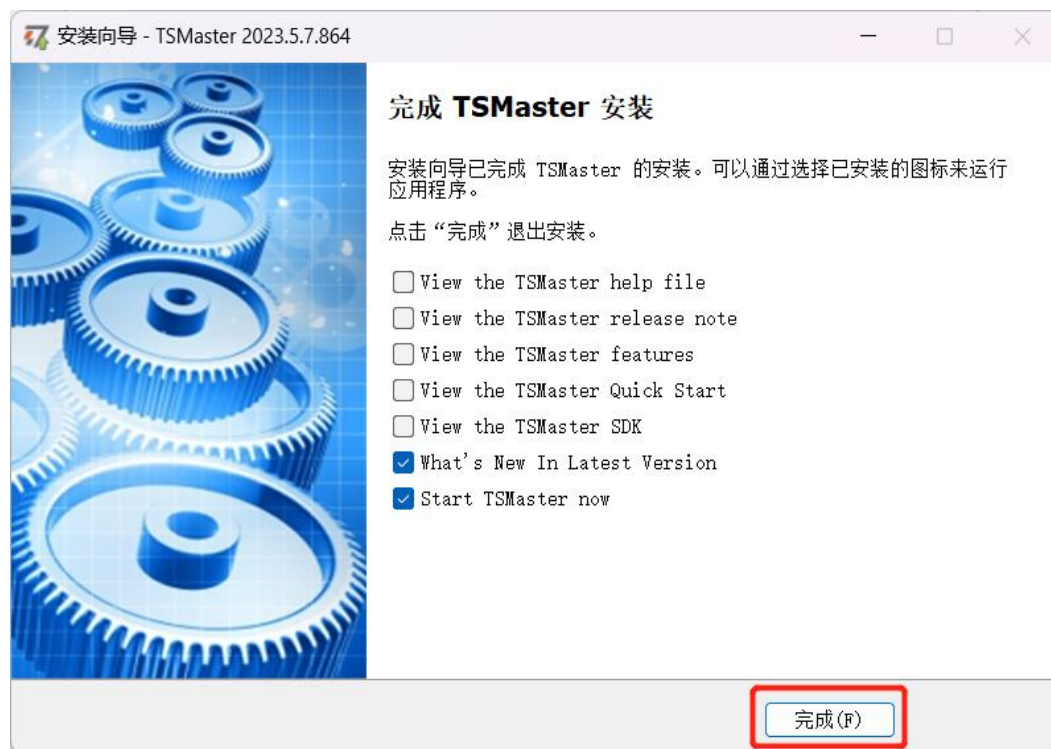 安装向导 - TSMaster 2023.5.7.864
完成 TSMaster 安装
安装向导已完成 TSMaster 的安装。可以通过选择已安装的图标来运行
应用程序。
点击“完成”退出安装。
View the TSMaster help file
View the TSMaster release note
View the TSMaster features
View the TSMaster Quick Start
View the TSMaster SDK
What's New In Latest Version
Start TSMaster now
完成(F)